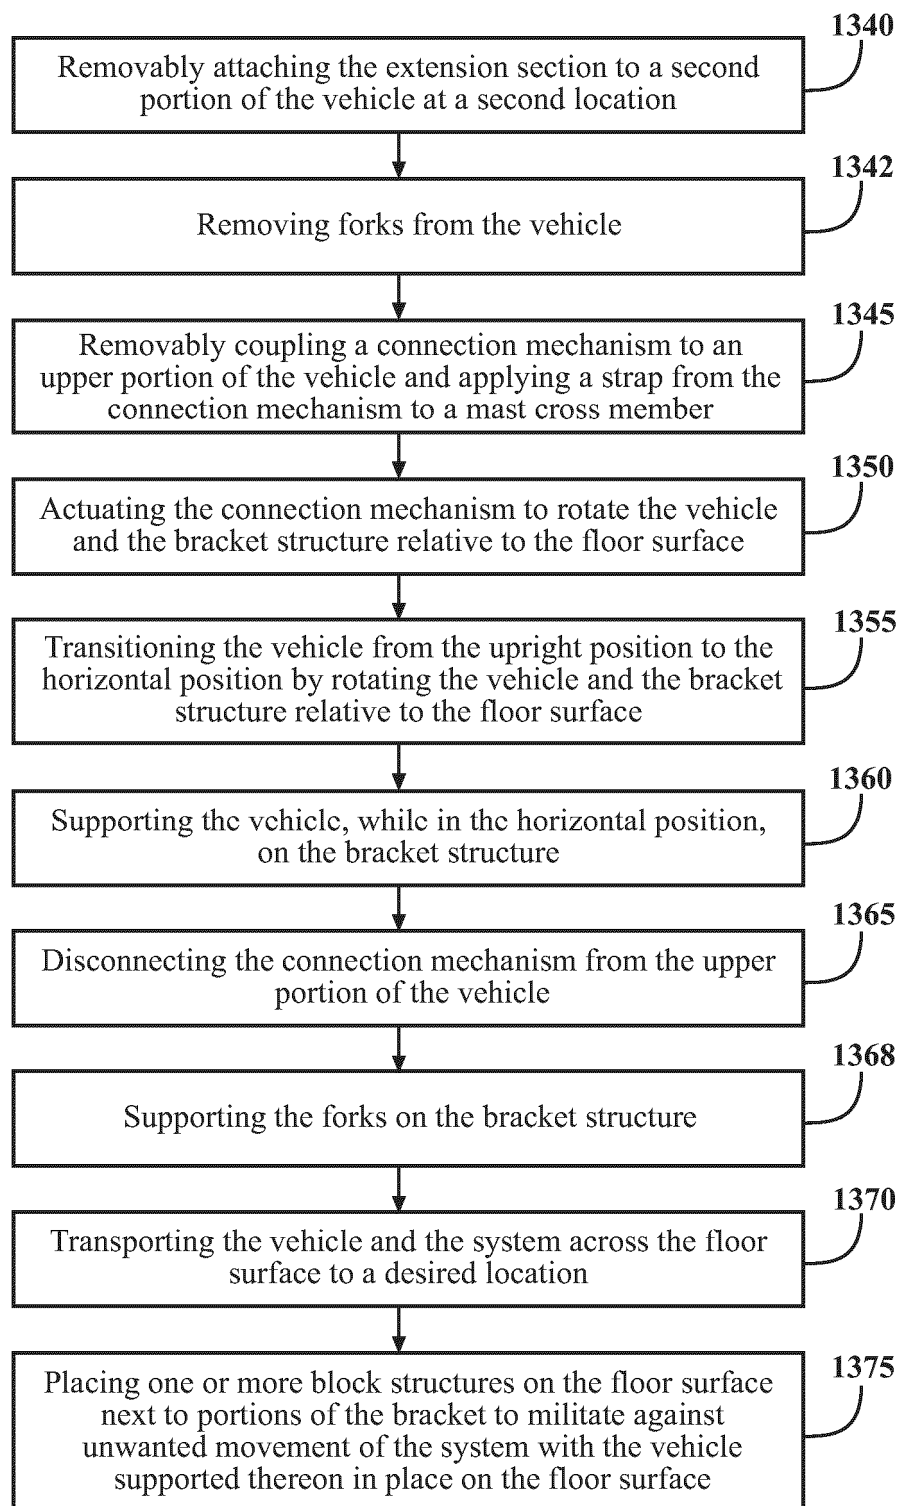 1340
Removably attaching the extension section to a second
portion of the vehicle at a second location
1342
Removing forks from the vehicle
1345
Removably coupling a connection mechanism to an
upper portion of the vehicle and applying a strap from the
connection mechanism to a mast cross member
1350
Actuating the connection mechanism to rotate the vehicle
and the bracket structure relative to the floor surface
1355
Transitioning the vehicle from the upright position to the
horizontal position by rotating the vehicle and the bracket
structure relative to the floor surface
1360
Supporting the vehicle, while in the horizontal position,
on the bracket structure
1365
Disconnecting the connection mechanism from the upper
portion of the vehicle
1368
Supporting the forks on the bracket structure
1370
Transporting the vehicle and the system across the floor
surface to a desired location
1375
Placing one or more block structures on the floor surface
next to portions of the bracket to militate against
unwanted movement of the system with the vehicle
supported thereon in place on the floor surface